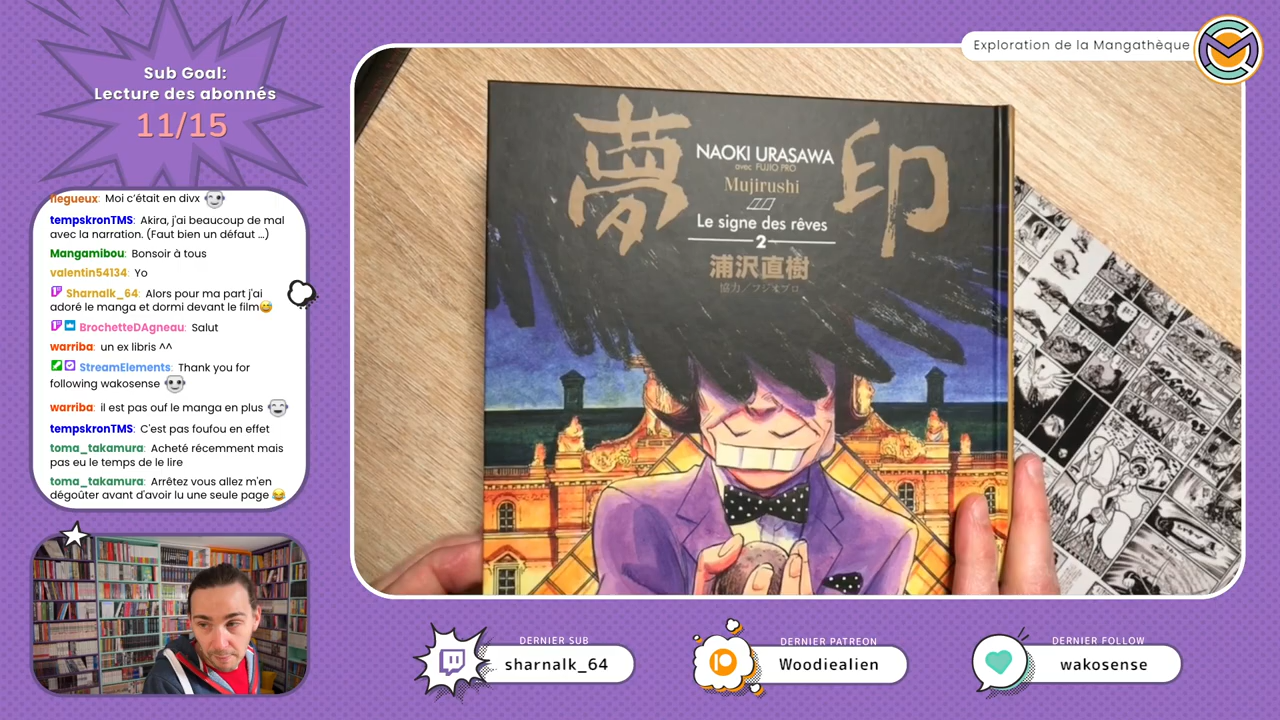 Sub Goal:
Lecture des abonnés
11/15
Moi c'était en divx
tempskronTMS: Akira, j'ai beaucoup de mal
avec la narration. (Faut bien un défaut ...)
Mangamibou: Bonsoir à tous
valentin54134: Yo
Sharnalk_64: Alors pour ma part j'ai
adoré le manga et dormi devant le film😅
BrochetteDAgneau: Salut
warriba: un ex libris ^^
StreamElements: Thank you for
following wakosense
warriba: il est pas ouf le manga en plus
tempskronTMS: C'est pas foufou en effet
toma_takamura: Acheté récemment mais
pas eu le temps de le lire
toma_takamura: Arrêtez vous allez m'en
dégoûter avant d'avoir lu une seule page 😂
Exploration de la Mangathèque
夢印
NAOKI URASAWA
avec FUJIO PRO
Mujirushi
Le signe des rêves
2
浦沢直樹
協力/フジオプロ
DERNIER SUB
sharnalk_64
DERNIER PATREON
Woodiealien
DERNIER FOLLOW
wakosense